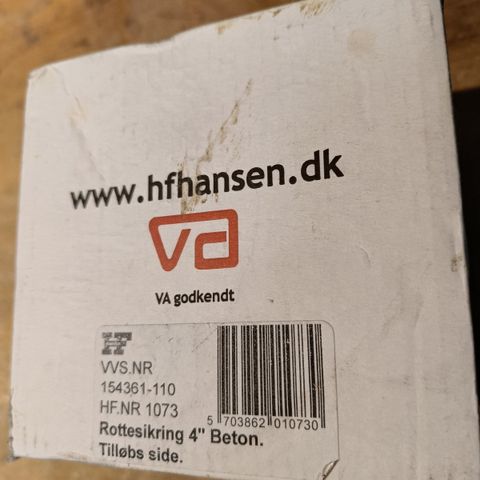 www.hfhansen.dk
va
VA godkendt
VVS.NR
154361-110
HF.NR 1073
5 703862 010730
Rottesikring 4" Beton.
Tilløbs side.